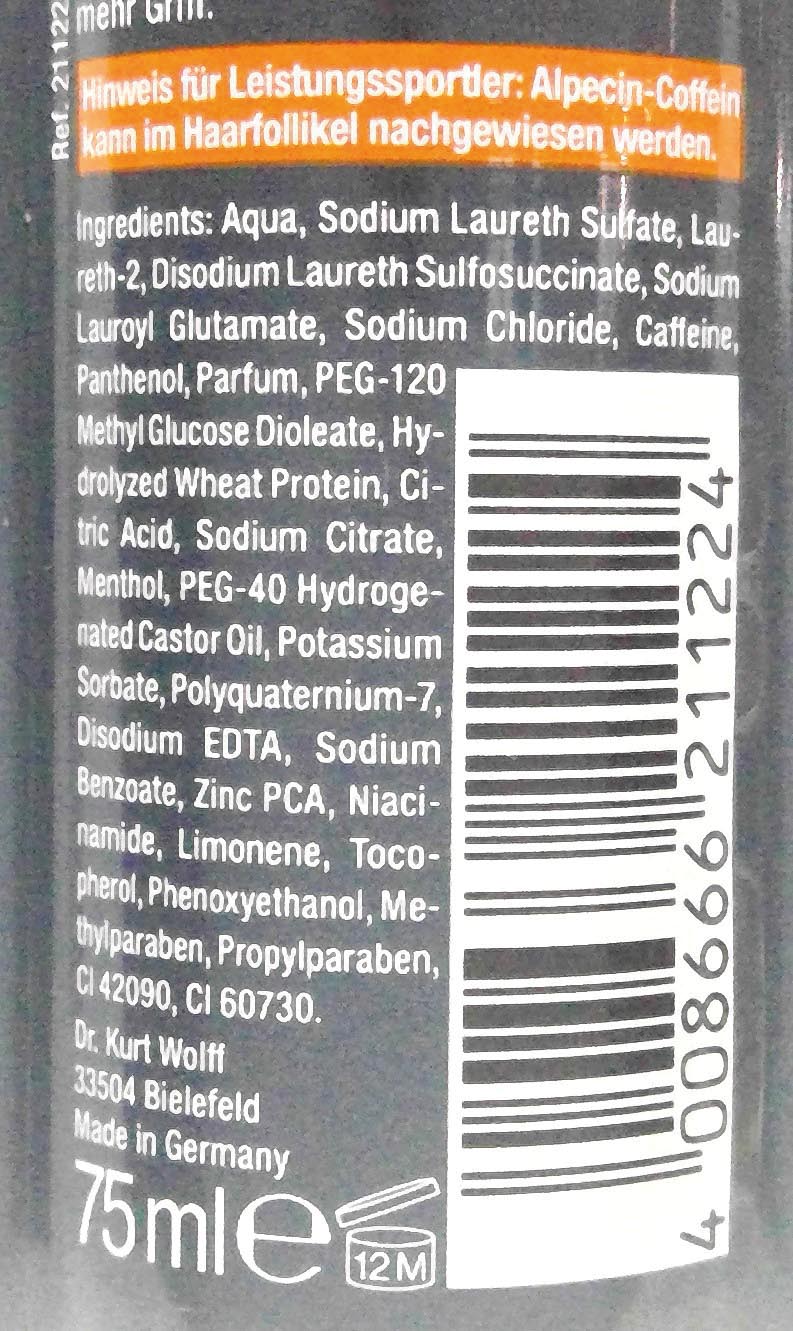 mehr Griff.
Ref. 21122
Hinweis für Leistungssportler: Alpecin-Coffein
kann im Haarfollikel nachgewiesen werden.
Ingredients: Aqua, Sodium Laureth Sulfate, Lau-
reth-2, Disodium Laureth Sulfosuccinate, Sodium
Lauroyl Glutamate, Sodium Chloride, Caffeine,
Panthenol, Parfum, PEG-120
Methyl Glucose Dioleate, Hy-
drolyzed Wheat Protein, Ci-
tric Acid, Sodium Citrate,
Menthol, PEG-40 Hydroge-
nated Castor Oil, Potassium
Sorbate, Polyquaternium-7,
Disodium EDTA, Sodium
Benzoate, Zinc PCA, Niaci-
namide, Limonene, Toco-
pherol, Phenoxyethanol, Me-
thylparaben, Propylparaben,
CI 42090, CI 60730.
Dr. Kurt Wolff
33504 Bielefeld
Made in Germany
75 ml e
12 M
4 008666 211224